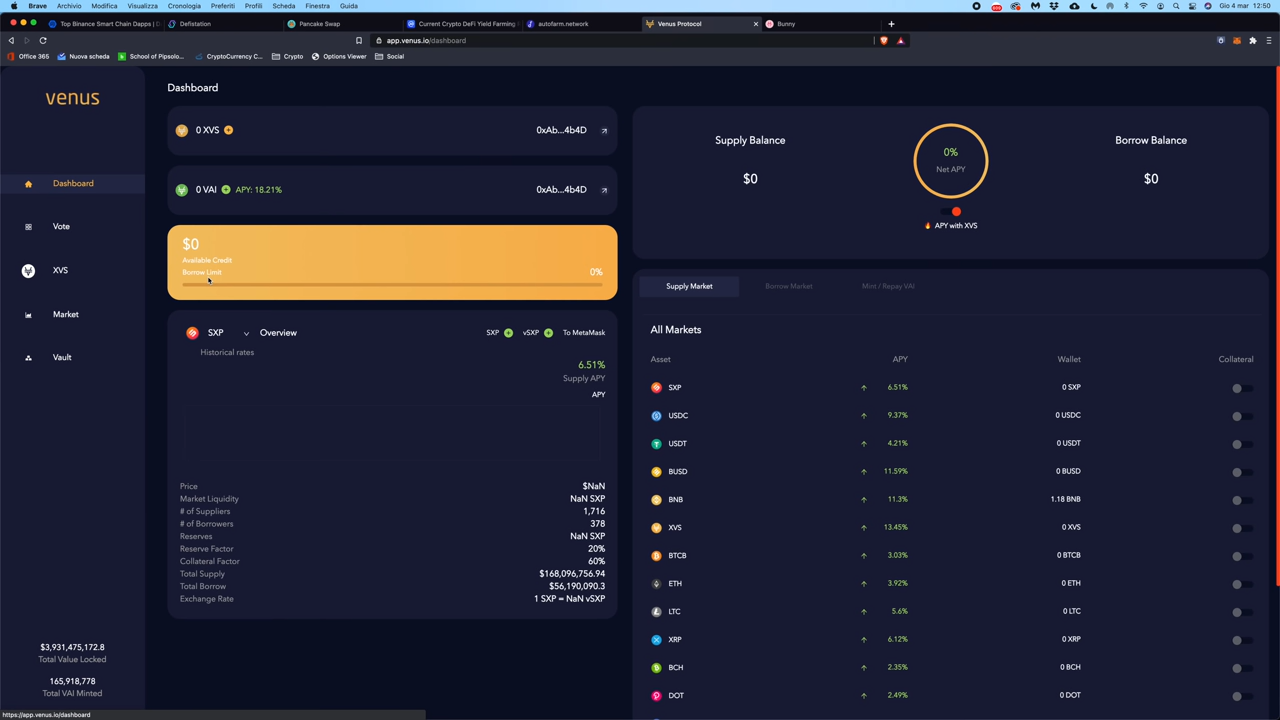 Brave Archivio Modifica Visualizza Cronologia Preferiti Profili Scheda Finestra Guida Gio 4 mar 12:50
Top Binance Smart Chain Dapps | D Defistation Pancake Swap Current Crypto DeFi Yield Farming autofarm.network Venus Protocol Bunny
app.venus.io/dashboard
Office 365 Nuova scheda School of Pipsolo... CryptoCurrency C... Crypto Options Viewer Social
venus
Dashboard
Vote
XVS
Market
Vault
$3,931,475,172.8
Total Value Locked
165,918,778
Total VAI Minted
https://app.venus.io/dashboard
Dashboard
0 XVS 0xAb...4b4D
0 VAI APY: 18.21% 0xAb...4b4D
$0
Available Credit
Borrow Limit 0%
SXP Overview SXP vSXP To MetaMask
Historical rates
6.51%
Supply APY
APY
Price $NaN
Market Liquidity NaN SXP
# of Suppliers 1,716
# of Borrowers 378
Reserves NaN SXP
Reserve Factor 20%
Collateral Factor 60%
Total Supply $168,096,756.94
Total Borrow $56,190,090.3
Exchange Rate 1 SXP = NaN vSXP
Supply Balance
$0
0%
Net APY
APY with XVS
Borrow Balance
$0
Supply Market Borrow Market Mint / Repay VAI
All Markets
Asset APY Wallet Collateral
SXP 6.51% 0 SXP
USDC 9.37% 0 USDC
USDT 4.21% 0 USDT
BUSD 11.59% 0 BUSD
BNB 11.3% 1.18 BNB
XVS 13.45% 0 XVS
BTCB 3.03% 0 BTCB
ETH 3.92% 0 ETH
LTC 5.6% 0 LTC
XRP 6.12% 0 XRP
BCH 2.35% 0 BCH
DOT 2.49% 0 DOT